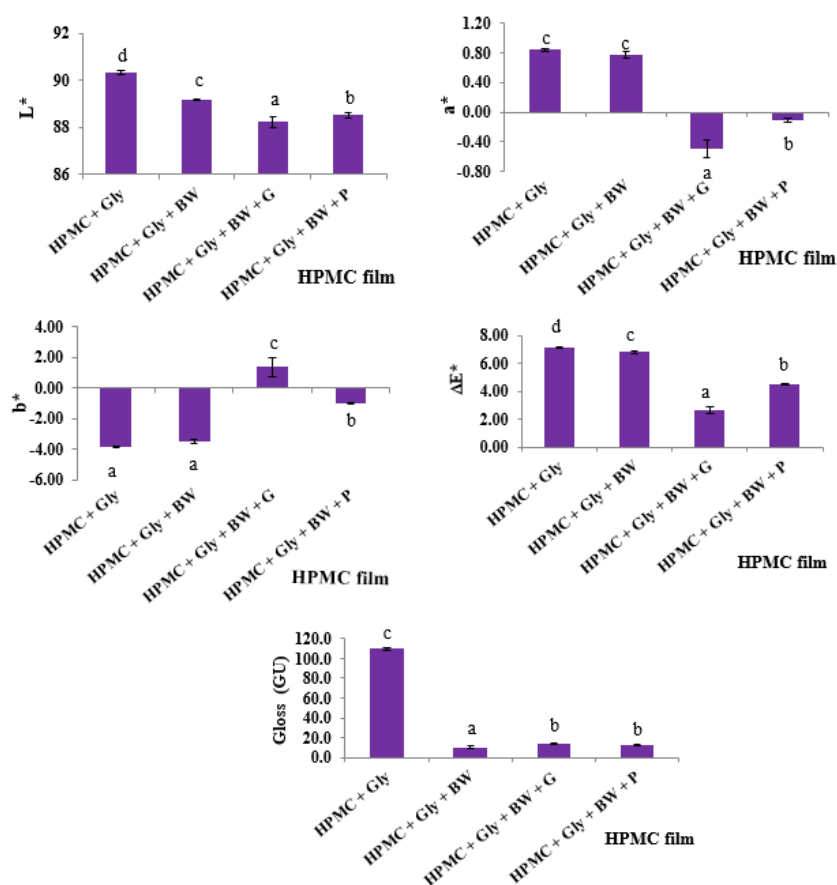 92
90
88
86
L*
d
c
a
b
HPMC + Gly
HPMC + Gly + BW
HPMC + Gly + BW + G
HPMC + Gly + BW + P
HPMC film
1.20
0.80
0.40
0.00
-0.40
-0.80
a*
c
c
a
b
HPMC + Gly
HPMC + Gly + BW
HPMC + Gly + BW + G
HPMC + Gly + BW + P
HPMC film
4.00
2.00
0.00
-2.00
-4.00
-6.00
b*
a
a
c
b
HPMC + Gly
HPMC + Gly + BW
HPMC + Gly + BW + G
HPMC + Gly + BW + P
HPMC film
8.00
6.00
4.00
2.00
0.00
ΔE*
d
c
a
b
HPMC + Gly
HPMC + Gly + BW
HPMC + Gly + BW + G
HPMC + Gly + BW + P
HPMC film
120.0
100.0
80.0
60.0
40.0
20.0
0.0
Gloss (GU)
c
a
b
b
HPMC + Gly
HPMC + Gly + BW
HPMC + Gly + BW + G
HPMC + Gly + BW + P
HPMC film